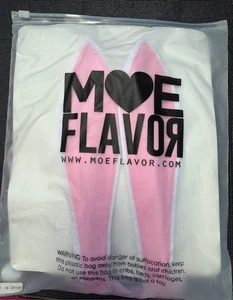 M♥E
FLAVOR
WWW.MOEFLAVOR.COM
WARNING: To avoid danger of suffocation, keep
this plastic bag away from babies and children.
Do not use this bag in cribs, beds, carriages,
or playpens. This bag is not a toy.